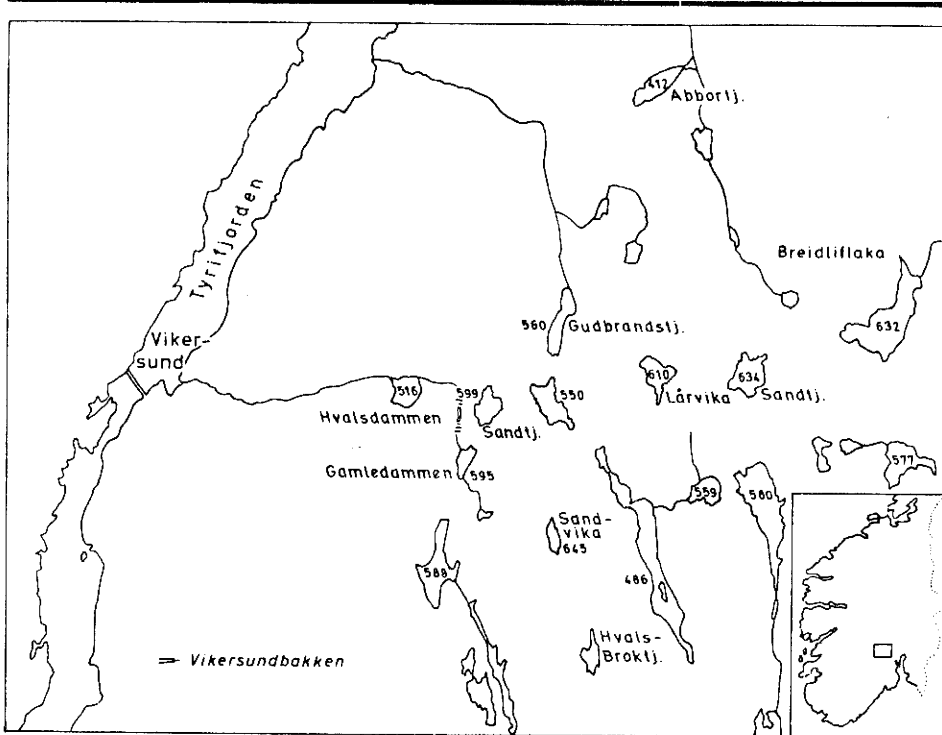 412
Abbortj.
Tyrifjorden
Breidliflaka
560
Gudbrandstj.
632
Viker-
sund
610
634
516
599
550
Lårvika
Sandtj.
Hvalsdammen
Sandtj.
Gamledammen
595
577
559
580
Sand-
vika
645
588
486
Hvals-
Broktj.
Vikersundbakken